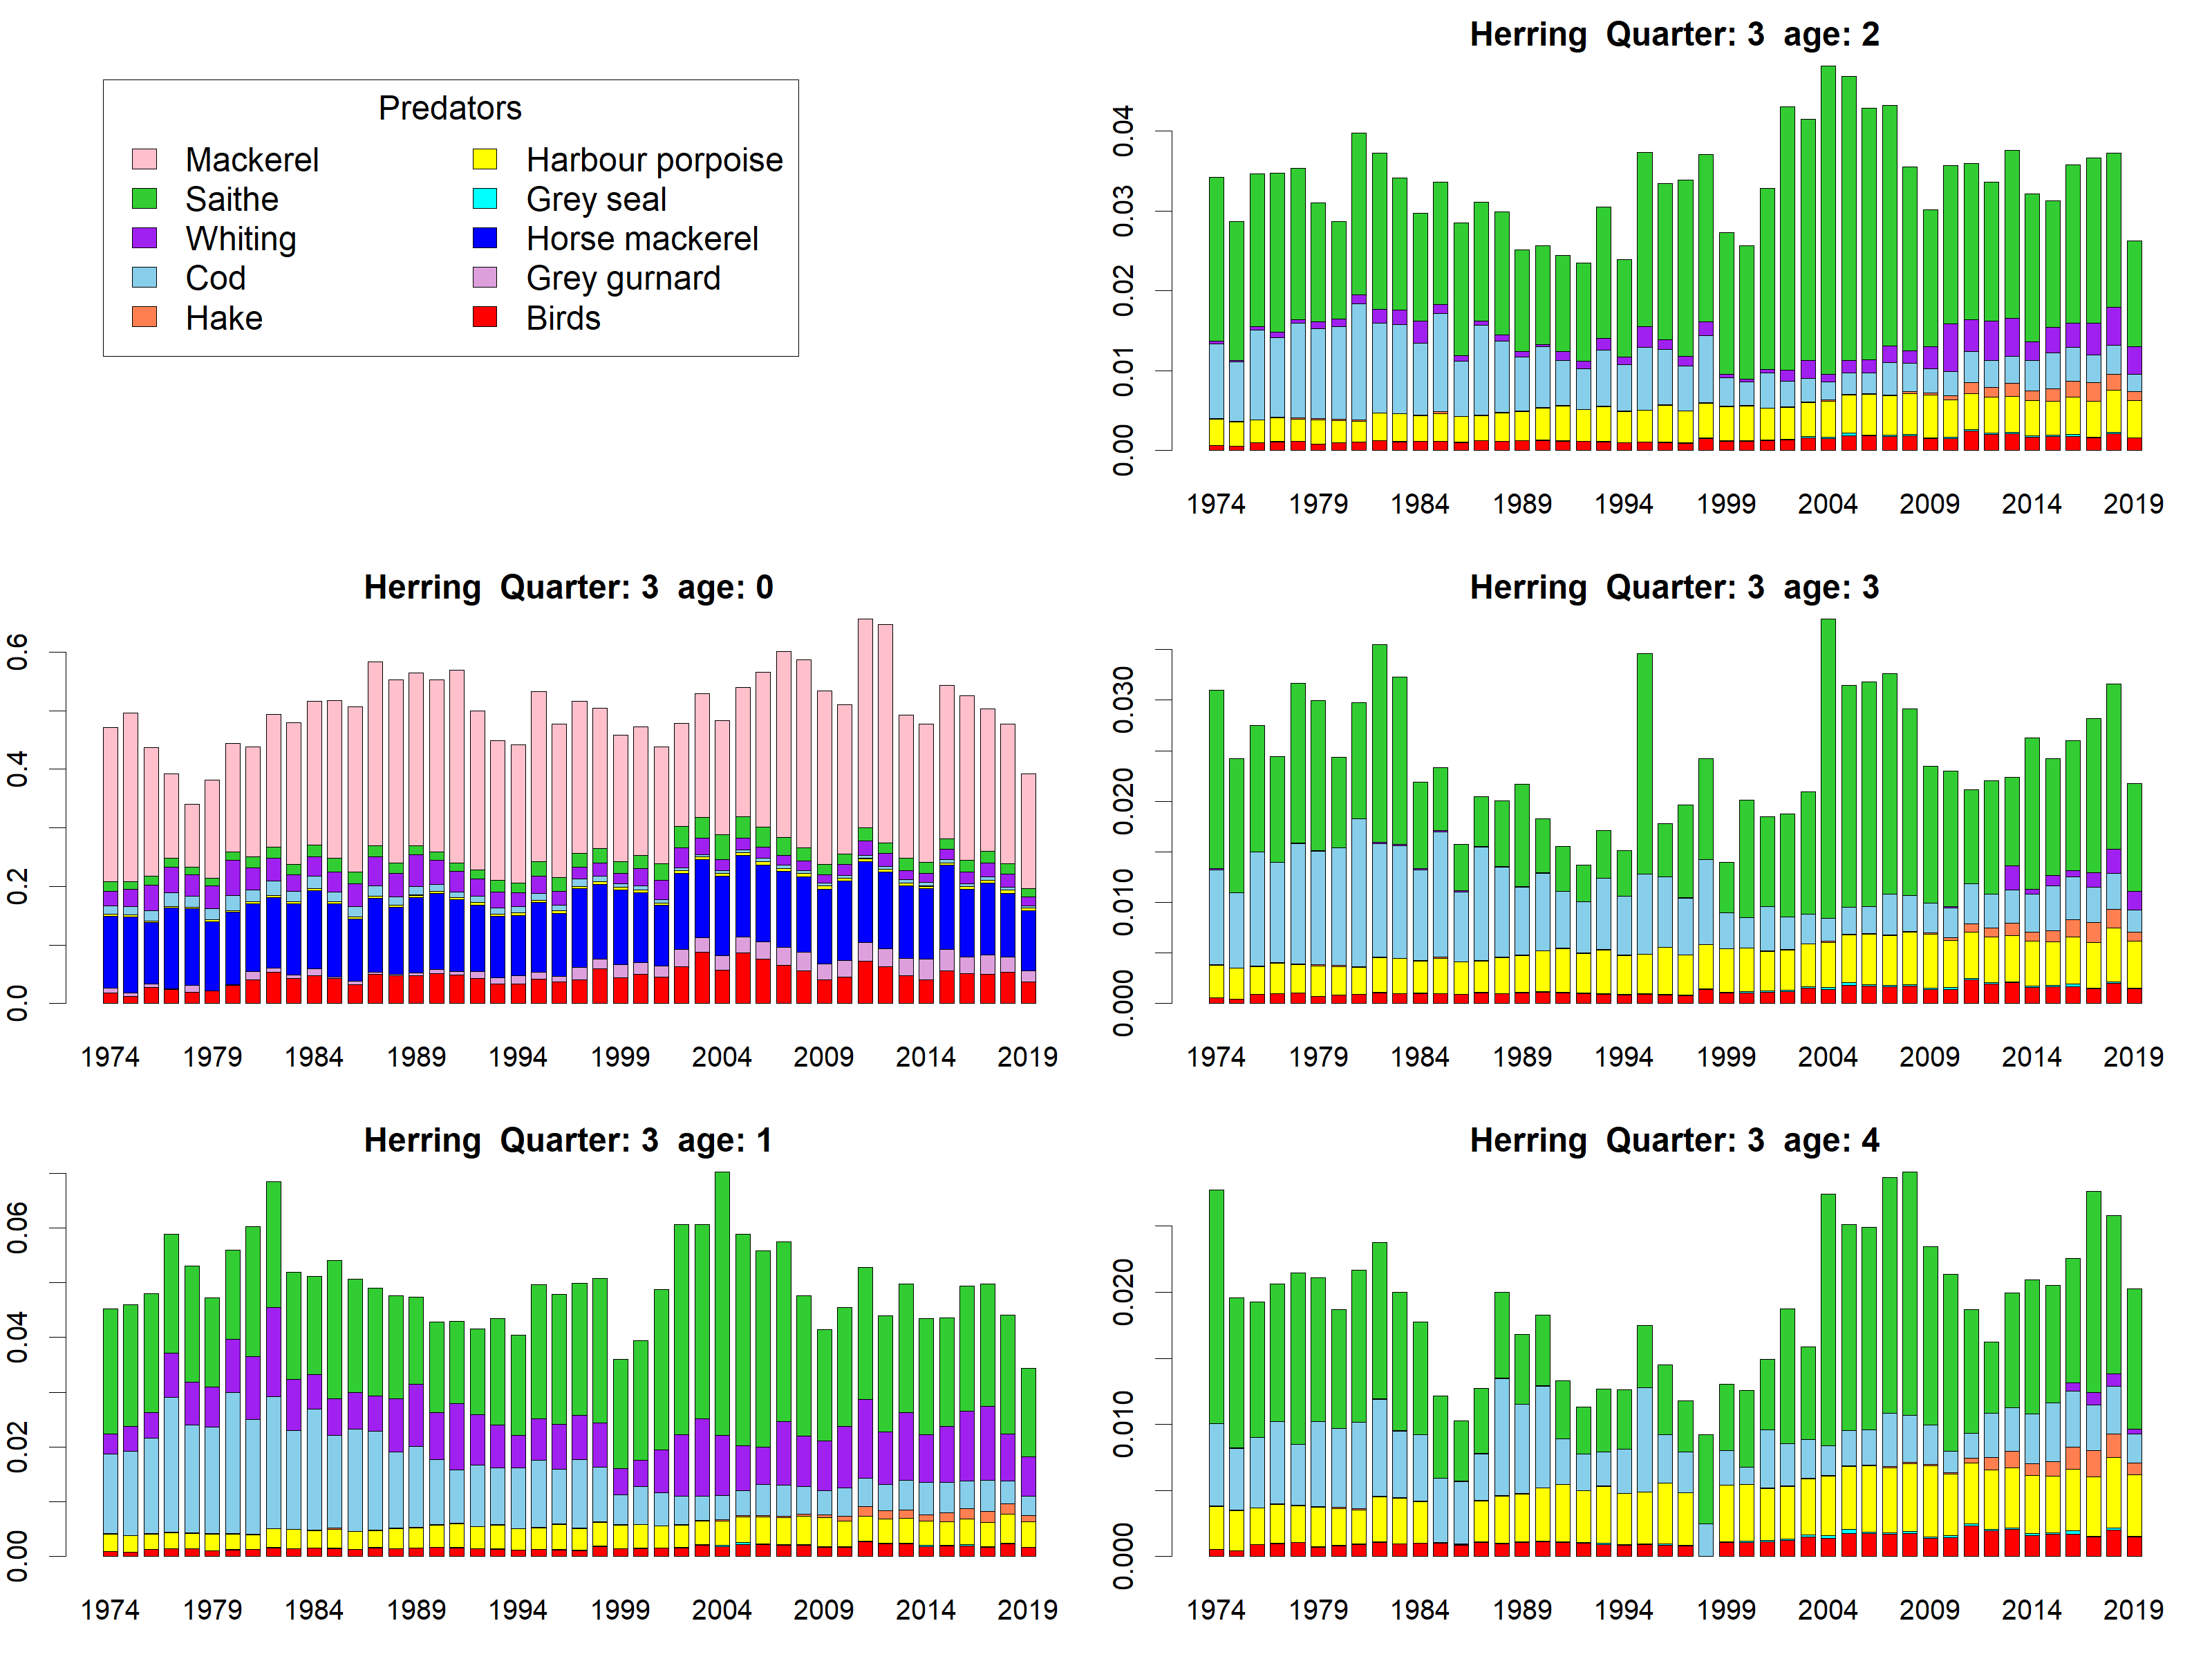 Predators
Mackerel
Saithe
Whiting
Cod
Hake
Harbour porpoise
Grey seal
Horse mackerel
Grey gurnard
Birds
Herring Quarter: 3 age: 2
0.04
0.03
0.02
0.01
0.00
1974 1979 1984 1989 1994 1999 2004 2009 2014 2019
Herring Quarter: 3 age: 0
0.6
0.4
0.2
0.0
1974 1979 1984 1989 1994 1999 2004 2009 2014 2019
Herring Quarter: 3 age: 3
0.030
0.020
0.010
0.000
1974 1979 1984 1989 1994 1999 2004 2009 2014 2019
Herring Quarter: 3 age: 1
0.06
0.04
0.02
0.00
1974 1979 1984 1989 1994 1999 2004 2009 2014 2019
Herring Quarter: 3 age: 4
0.020
0.010
0.000
1974 1979 1984 1989 1994 1999 2004 2009 2014 2019